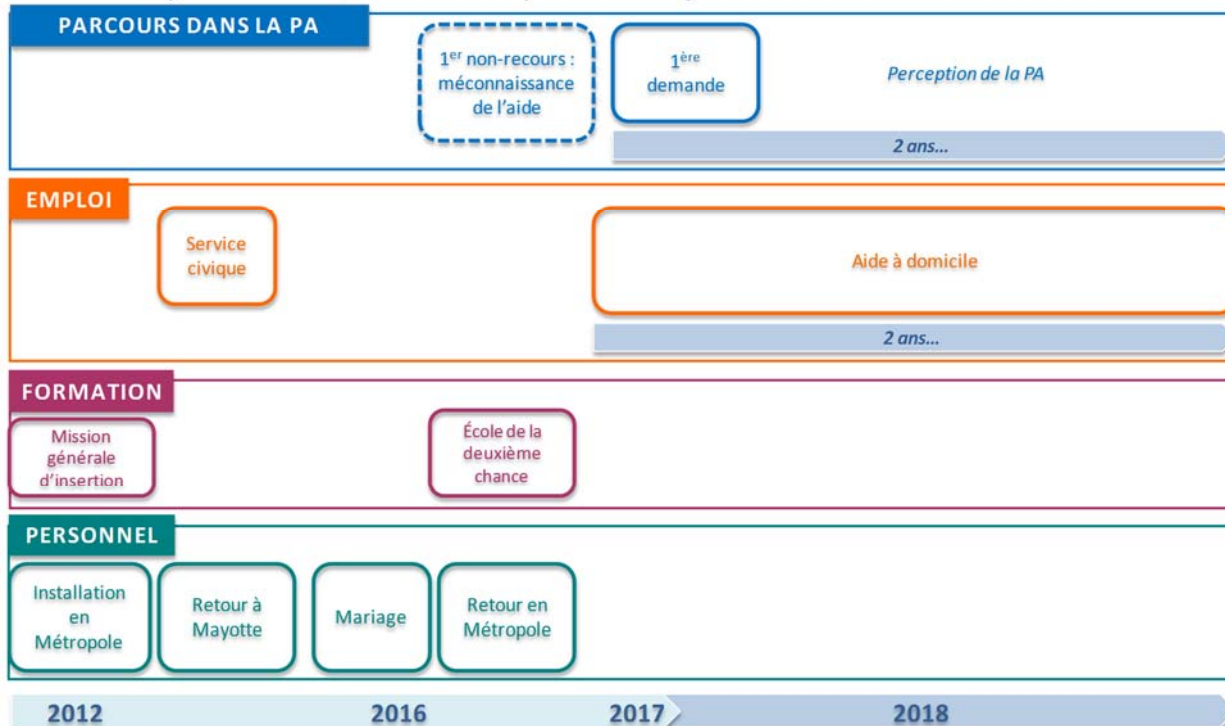 PARCOURS DANS LA PA
1er non-recours :
méconnaissance
de l'aide
1ère
demande
Perception de la PA
2 ans...
EMPLOI
Service
civique
Aide à domicile
2 ans...
FORMATION
Mission
générale
d'insertion
École de la
deuxième
chance
PERSONNEL
Installation
en
Métropole
Retour à
Mayotte
Mariage
Retour en
Métropole
2012
2016
2017
2018